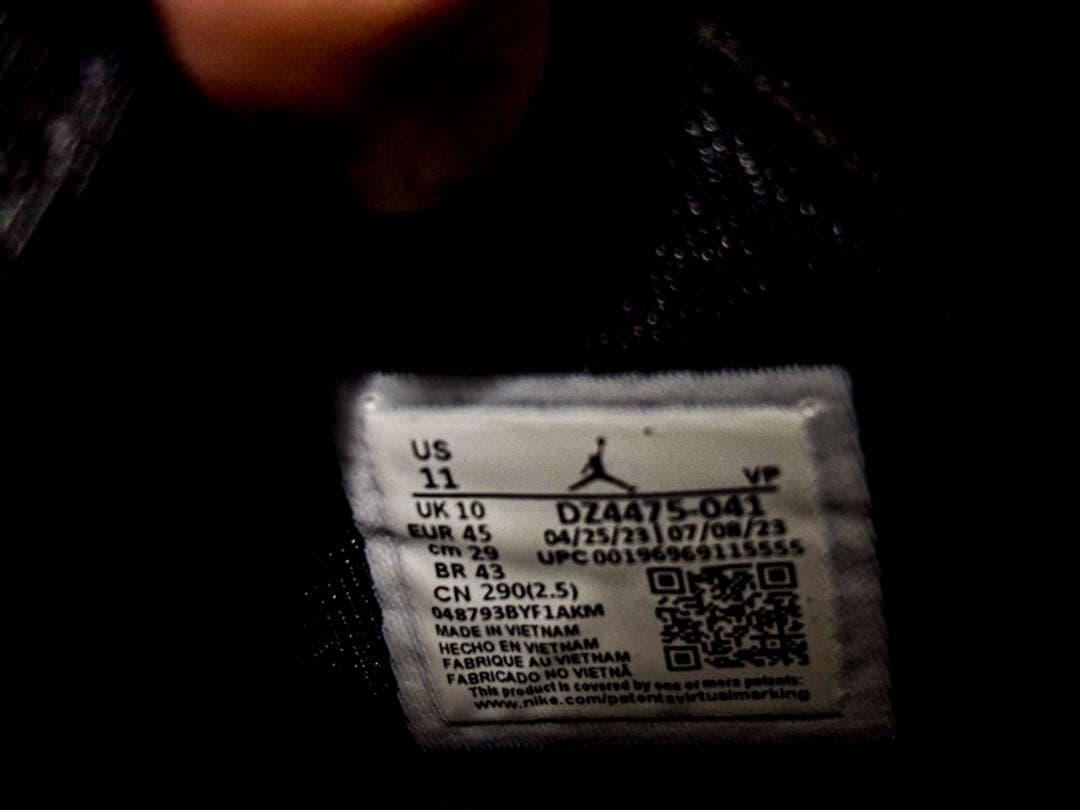 US
11
VP
UK 10
DZ4475-041
EUR 45
04/25/23 07/08/23
cm 29
UPC 00196969115555
BR 43
CN 290(2.5)
048793BYF1AKM
MADE IN VIETNAM
HECHO EN VIETNAM
FABRIQUE AU VIETNAM
FABRICADO NO VIETNÃ
This product is covered by one or more patents:
www.nike.com/patentsvirtualmarking